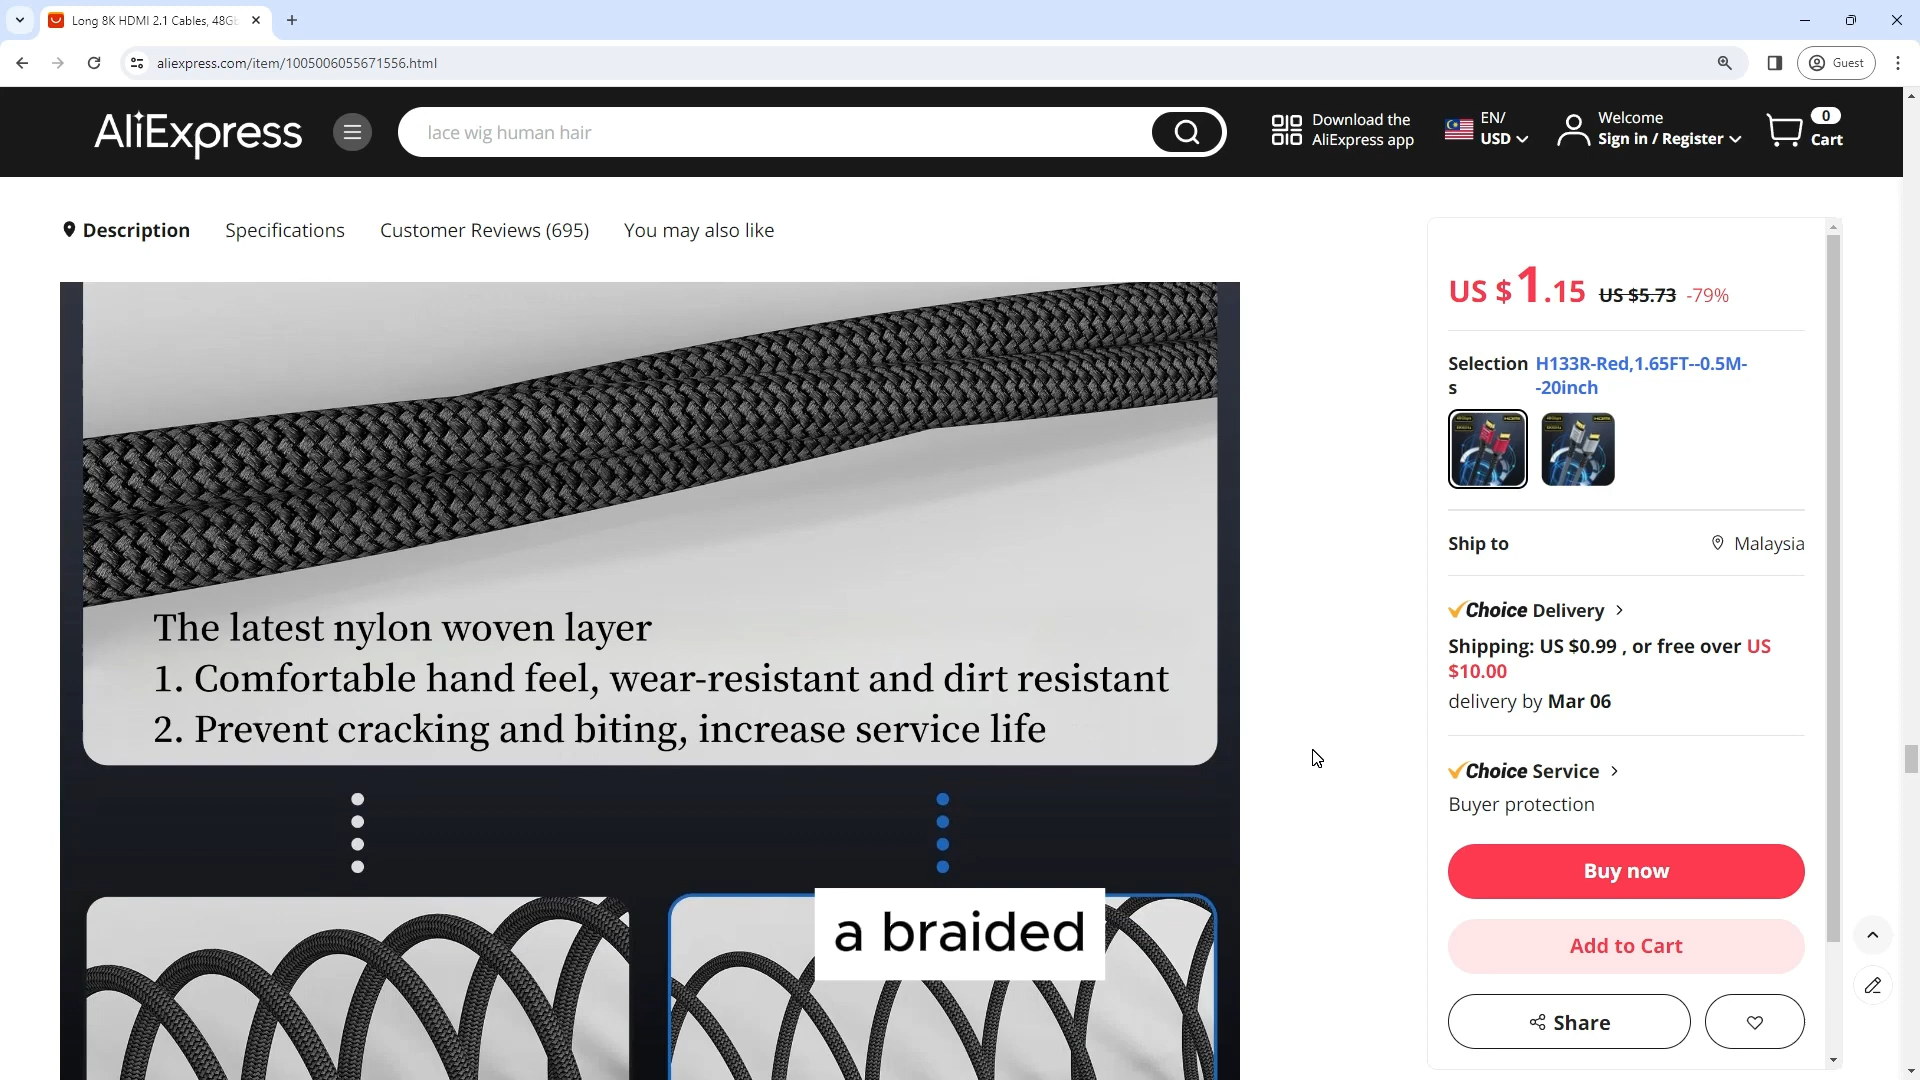 Long 8K HDMI 2.1 Cables, 48G
aliexpress.com/item/1005006055671556.html
Guest
AliExpress
lace wig human hair
Download the
AliExpress app
EN/
USD
Welcome
Sign in / Register
0
Cart
Description
Specifications
Customer Reviews (695)
You may also like
The latest nylon woven layer
1. Comfortable hand feel, wear-resistant and dirt resistant
2. Prevent cracking and biting, increase service life
a braided
US $1.15 US $5.73 -79%
Selection H133R-Red,1.65FT--0.5M-
s -20inch
Ship to
Malaysia
Choice Delivery
Shipping: US $0.99 , or free over US
$10.00
delivery by Mar 06
Choice Service
Buyer protection
Buy now
Add to Cart
Share